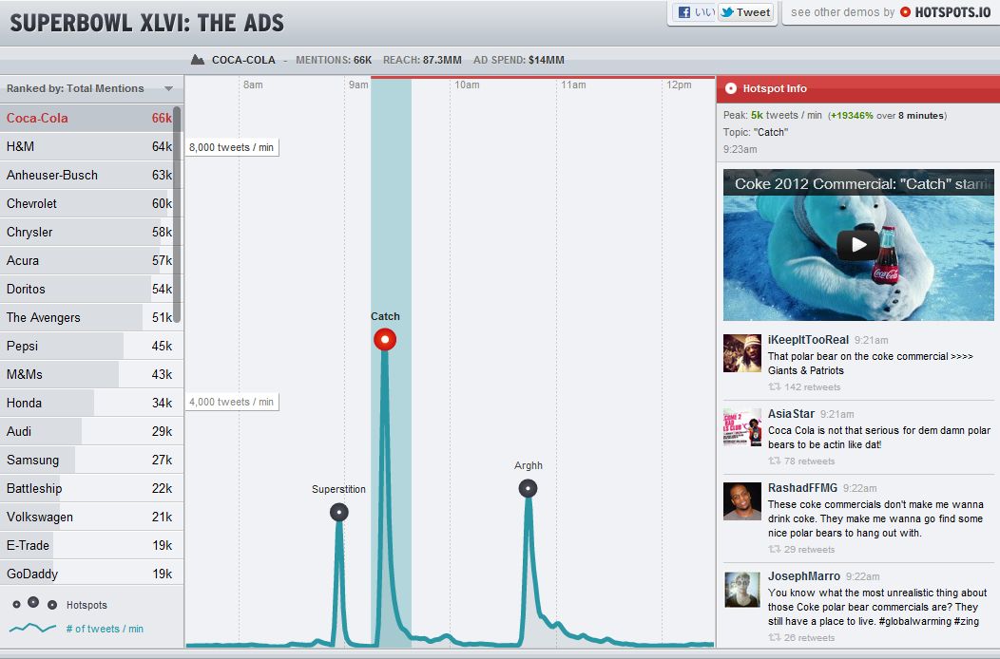 SUPERBOWL XLVI: THE ADS
いい
Tweet
see other demos by HOTSPOTS.IO
COCA-COLA - MENTIONS: 66K REACH: 87.3MM AD SPEND: $14MM
Ranked by: Total Mentions
Coca-Cola 66k
H&M 64k
Anheuser-Busch 63k
Chevrolet 60k
Chrysler 58k
Acura 57k
Doritos 54k
The Avengers 51k
Pepsi 45k
M&Ms 43k
Honda 34k
Audi 29k
Samsung 27k
Battleship 22k
Volkswagen 21k
E-Trade 19k
GoDaddy 19k
Hotspots
# of tweets / min
8am 9am 10am 11am 12pm
8,000 tweets / min
Catch
4,000 tweets / min
Arghh
Superstition
Hotspot Info
Peak: 5k tweets / min (+19346% over 8 minutes)
Topic: "Catch"
9:23am
Coke 2012 Commercial: "Catch" starrin
Coca-Cola
iKeepItTooReal 9:21am
That polar bear on the coke commercial >>>>
Giants & Patriots
142 retweets
AsiaStar 9:21am
Coca Cola is not that serious for dem damn polar
bears to be actin like dat!
78 retweets
RashadFFMG 9:22am
These coke commercials don't make me wanna
drink coke. They make me wanna go find some
nice polar bears to hang out with.
29 retweets
JosephMarro 9:22am
You know what the most unrealistic thing about
those Coke polar bear commercials are? They
still have a place to live. #globalwarming #zing
26 retweets